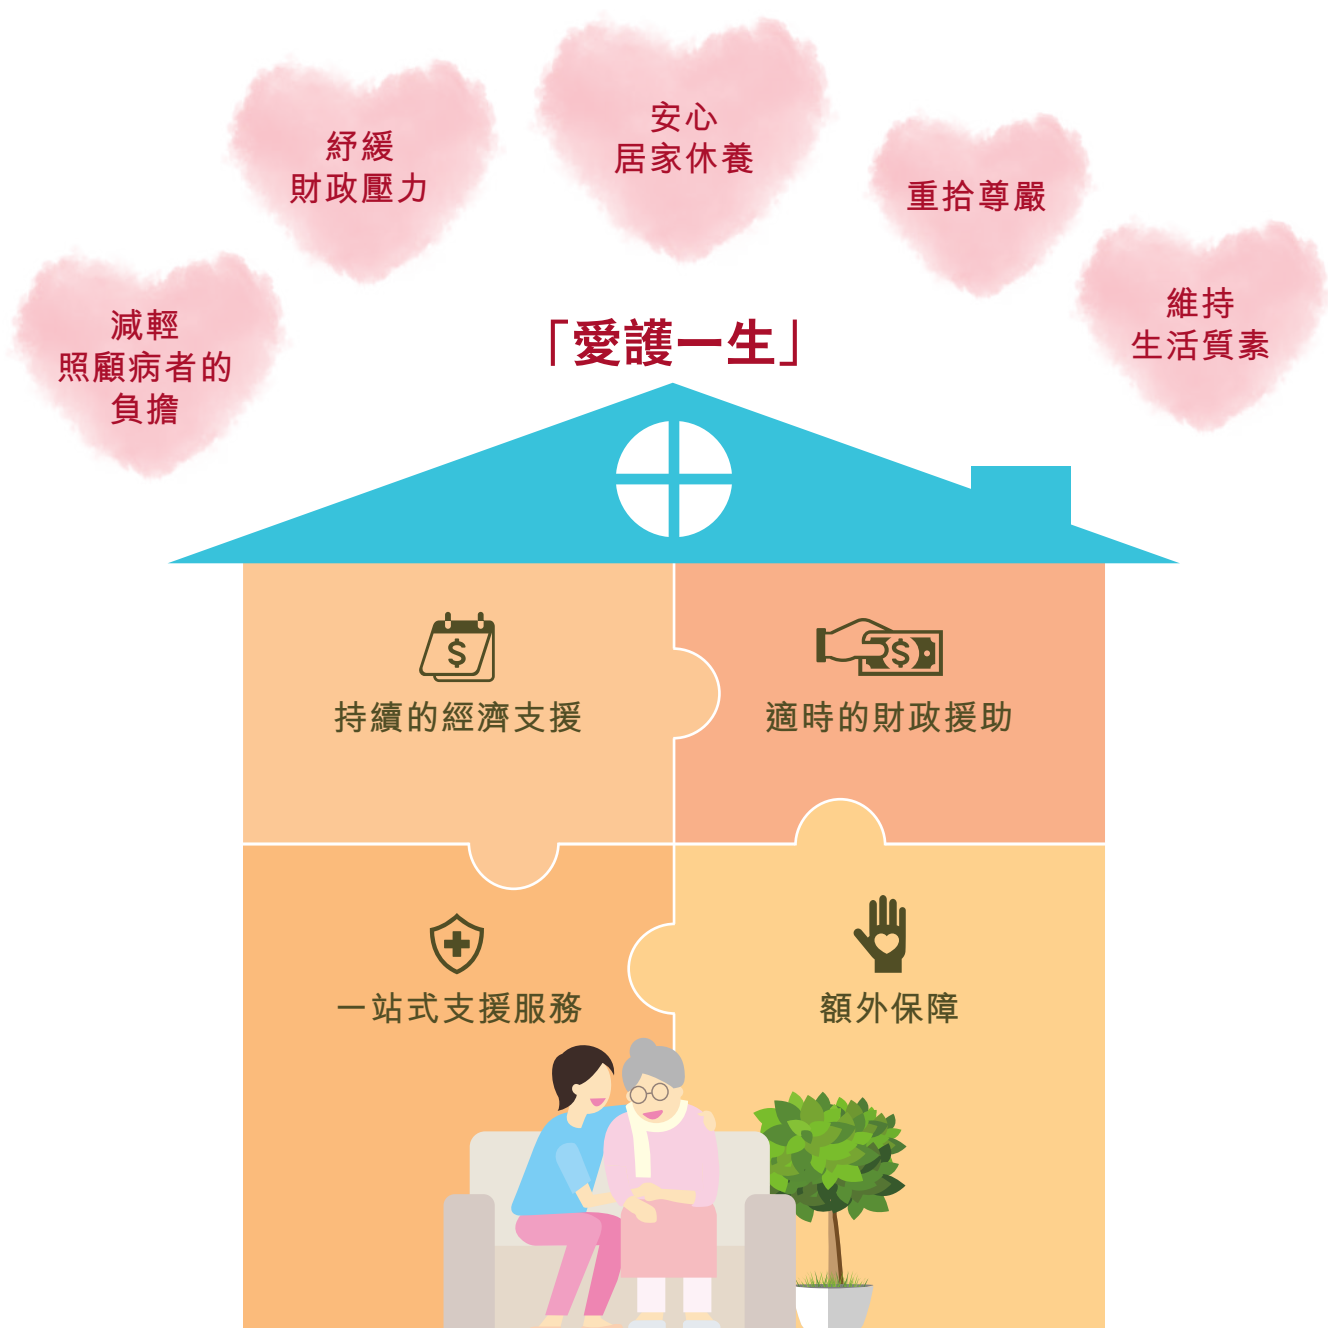 減輕
照顧病者的
負擔
紓緩
財政壓力
安心
居家休養
重拾尊嚴
維持
生活質素
「愛護一生」
持續的經濟支援
適時的財政援助
一站式支援服務
額外保障